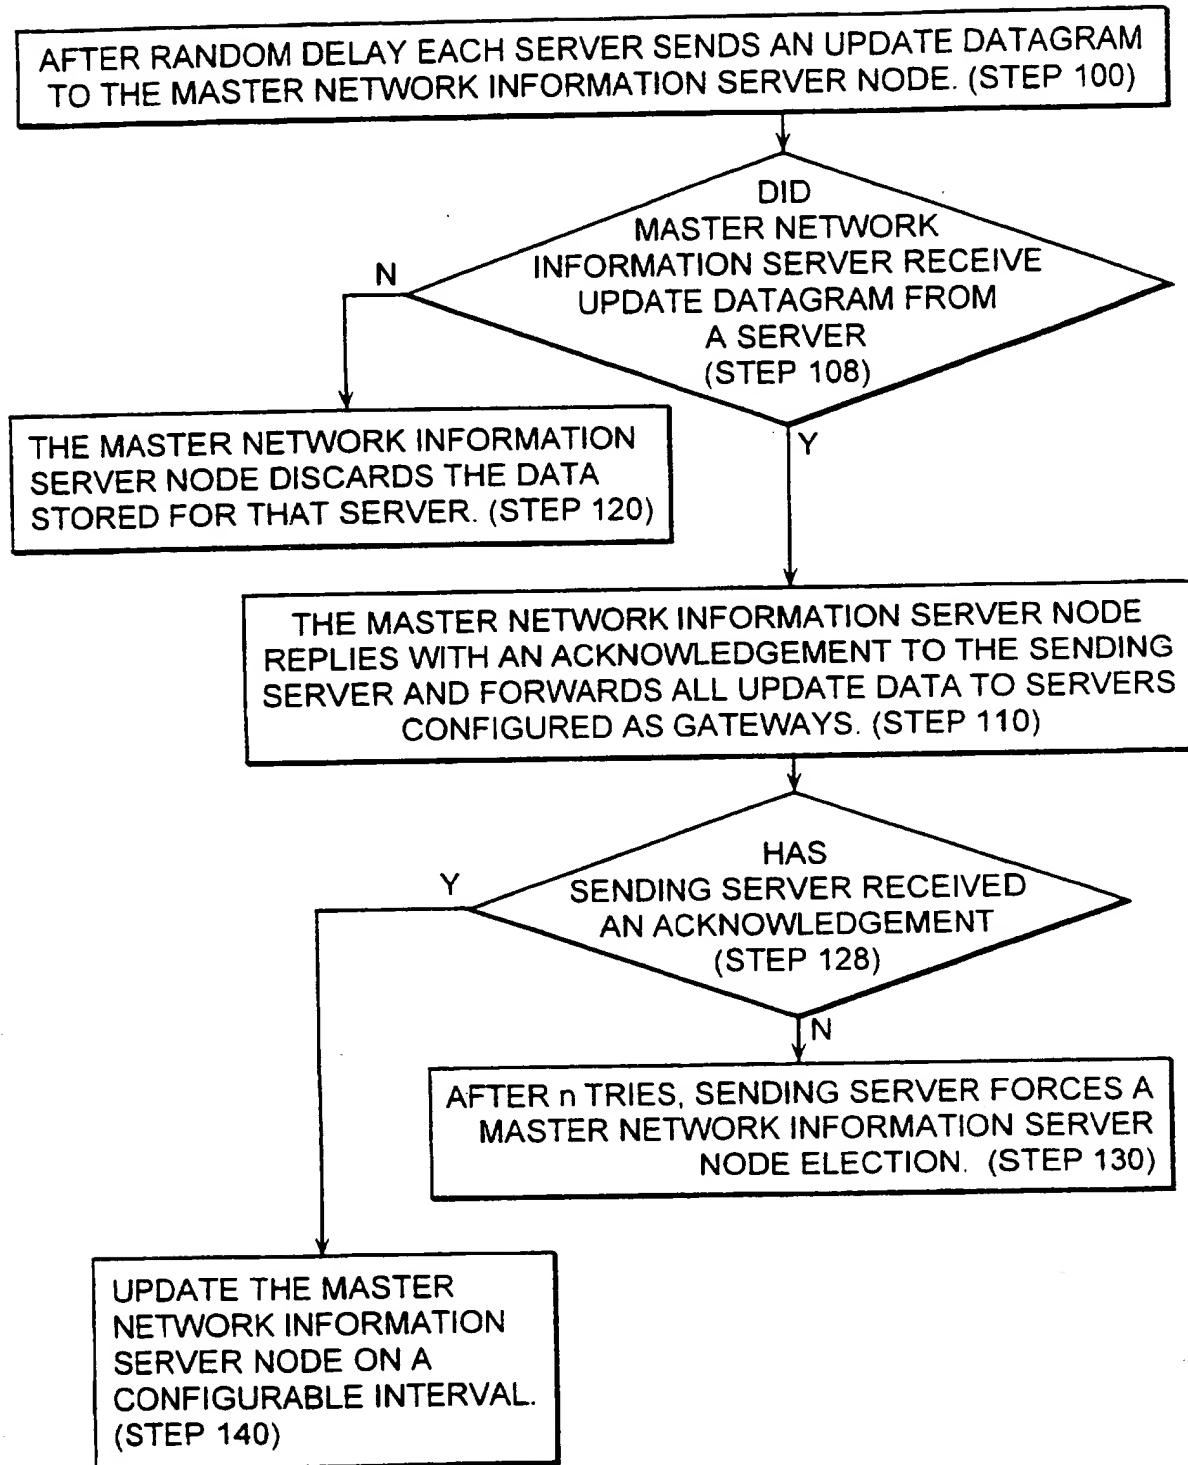 AFTER RANDOM DELAY EACH SERVER SENDS AN UPDATE DATAGRAM
TO THE MASTER NETWORK INFORMATION SERVER NODE. (STEP 100)
DID
MASTER NETWORK
INFORMATION SERVER RECEIVE
UPDATE DATAGRAM FROM
A SERVER
(STEP 108)
N
Y
THE MASTER NETWORK INFORMATION
SERVER NODE DISCARDS THE DATA
STORED FOR THAT SERVER. (STEP 120)
THE MASTER NETWORK INFORMATION SERVER NODE
REPLIES WITH AN ACKNOWLEDGEMENT TO THE SENDING
SERVER AND FORWARDS ALL UPDATE DATA TO SERVERS
CONFIGURED AS GATEWAYS. (STEP 110)
HAS
SENDING SERVER RECEIVED
AN ACKNOWLEDGEMENT
(STEP 128)
Y
N
AFTER n TRIES, SENDING SERVER FORCES A
MASTER NETWORK INFORMATION SERVER
NODE ELECTION. (STEP 130)
UPDATE THE MASTER
NETWORK INFORMATION
SERVER NODE ON A
CONFIGURABLE INTERVAL.
(STEP 140)